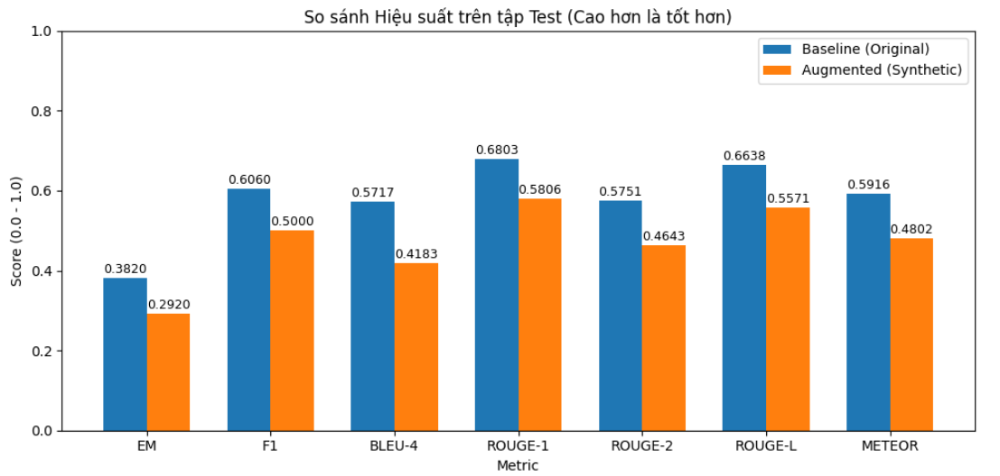 So sánh Hiệu suất trên tập Test (Cao hơn là tốt hơn)
1.0
0.8
0.6
0.4
0.2
0.0
Score (0.0 - 1.0)
Baseline (Original)
Augmented (Synthetic)
0.3820
0.2920
0.6060
0.5000
0.5717
0.4183
0.6803
0.5806
0.5751
0.4643
0.6638
0.5571
0.5916
0.4802
EM
F1
BLEU-4
ROUGE-1
ROUGE-2
ROUGE-L
METEOR
Metric